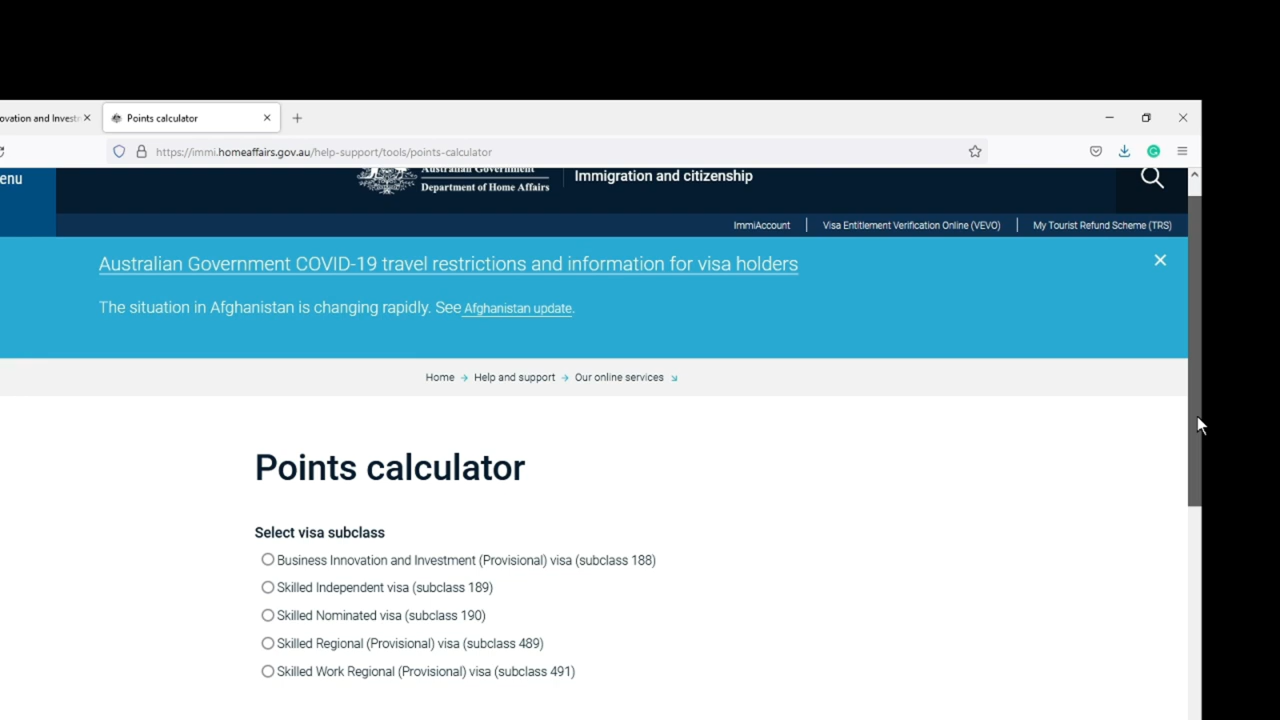 ovation and Invest
Points calculator
https://immi.homeaffairs.gov.au/help-support/tools/points-calculator
enu
Australian Government
Department of Home Affairs
Immigration and citizenship
ImmiAccount
Visa Entitlement Verification Online (VEVO)
My Tourist Refund Scheme (TRS)
Australian Government COVID-19 travel restrictions and information for visa holders
The situation in Afghanistan is changing rapidly. See Afghanistan update.
Home → Help and support → Our online services
Points calculator
Select visa subclass
Business Innovation and Investment (Provisional) visa (subclass 188)
Skilled Independent visa (subclass 189)
Skilled Nominated visa (subclass 190)
Skilled Regional (Provisional) visa (subclass 489)
Skilled Work Regional (Provisional) visa (subclass 491)